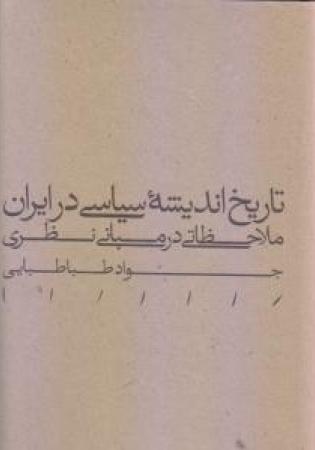 تاریخ اندیشهٔ سیاسی در ایران
ملاحظاتی در مبانی نظری
جواد طباطبایی